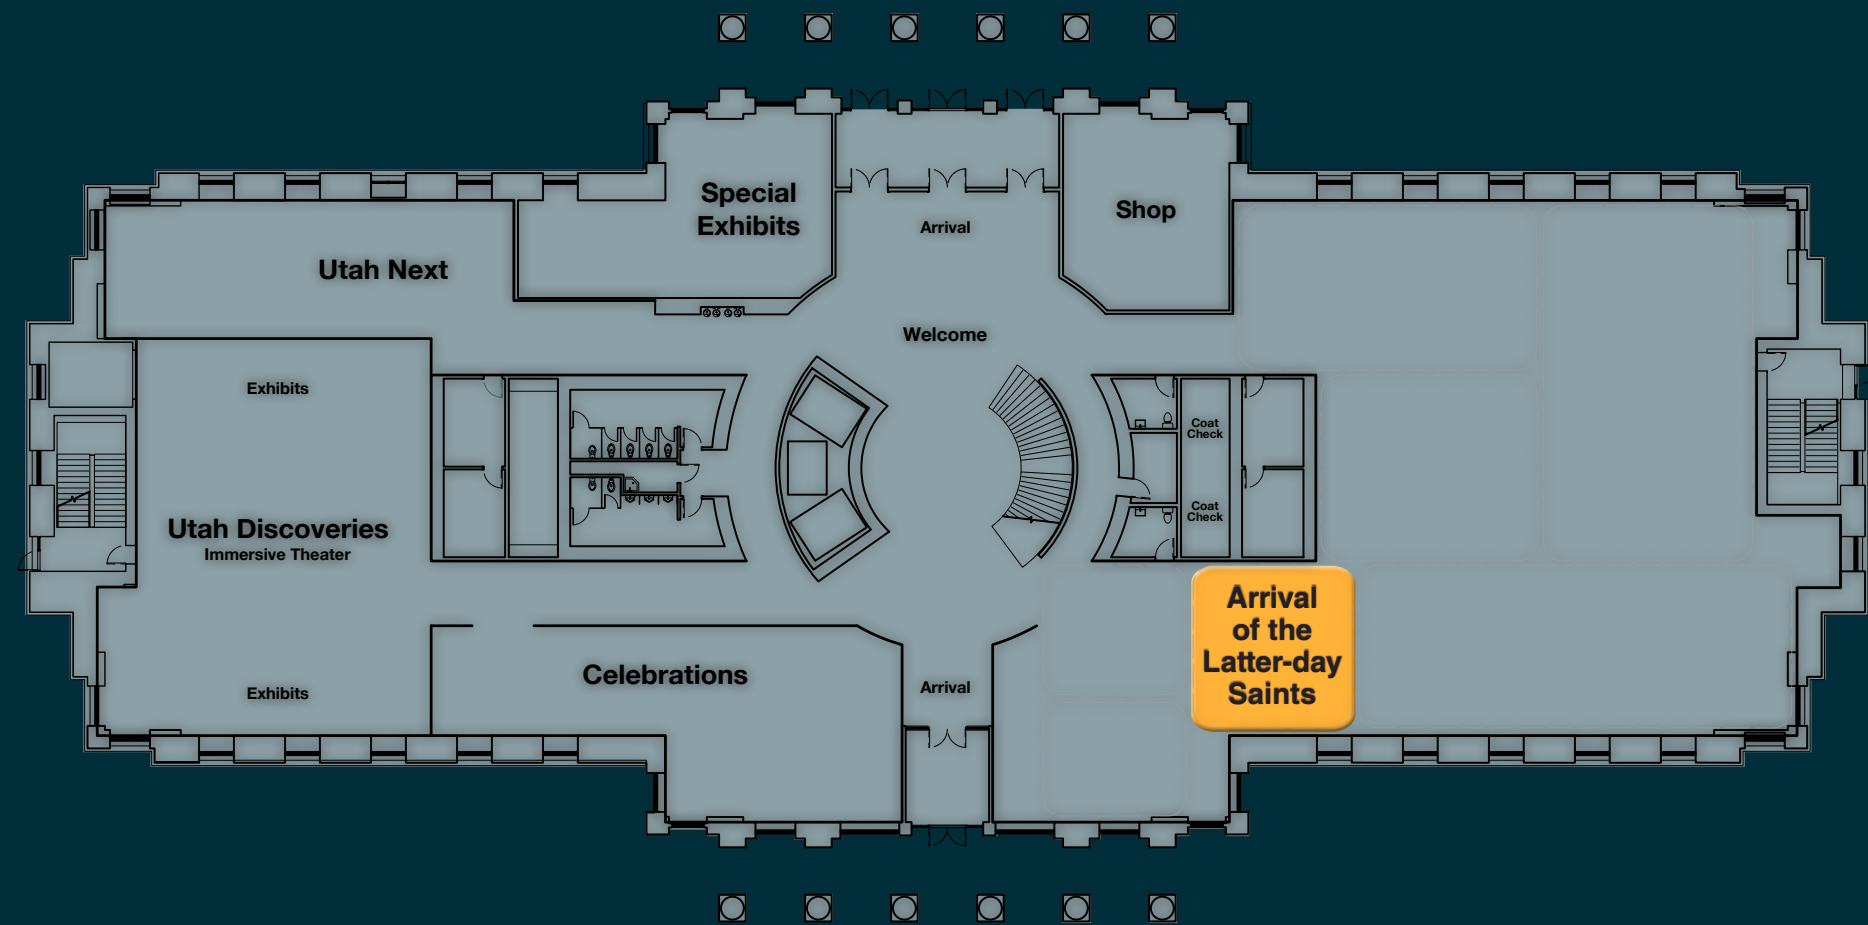 Special
Exhibits
Shop
Arrival
Utah Next
Welcome
Exhibits
Coat
Check
Coat
Check
Utah Discoveries
Immersive Theater
Arrival
of the
Latter-day
Saints
Celebrations
Arrival
Exhibits